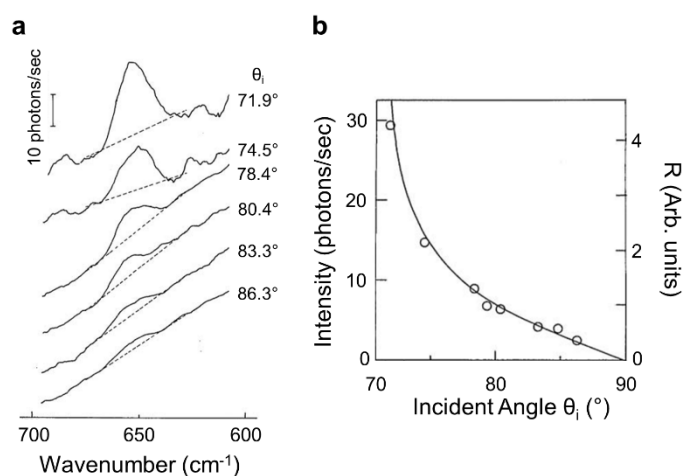 a
10 photons/sec
θi
71.9°
74.5°
78.4°
80.4°
83.3°
86.3°
700
650
600
Wavenumber (cm-1)
b
Intensity (photons/sec)
30
20
10
0
4
2
0
R (Arb. units)
70
80
90
Incident Angle θi (°)